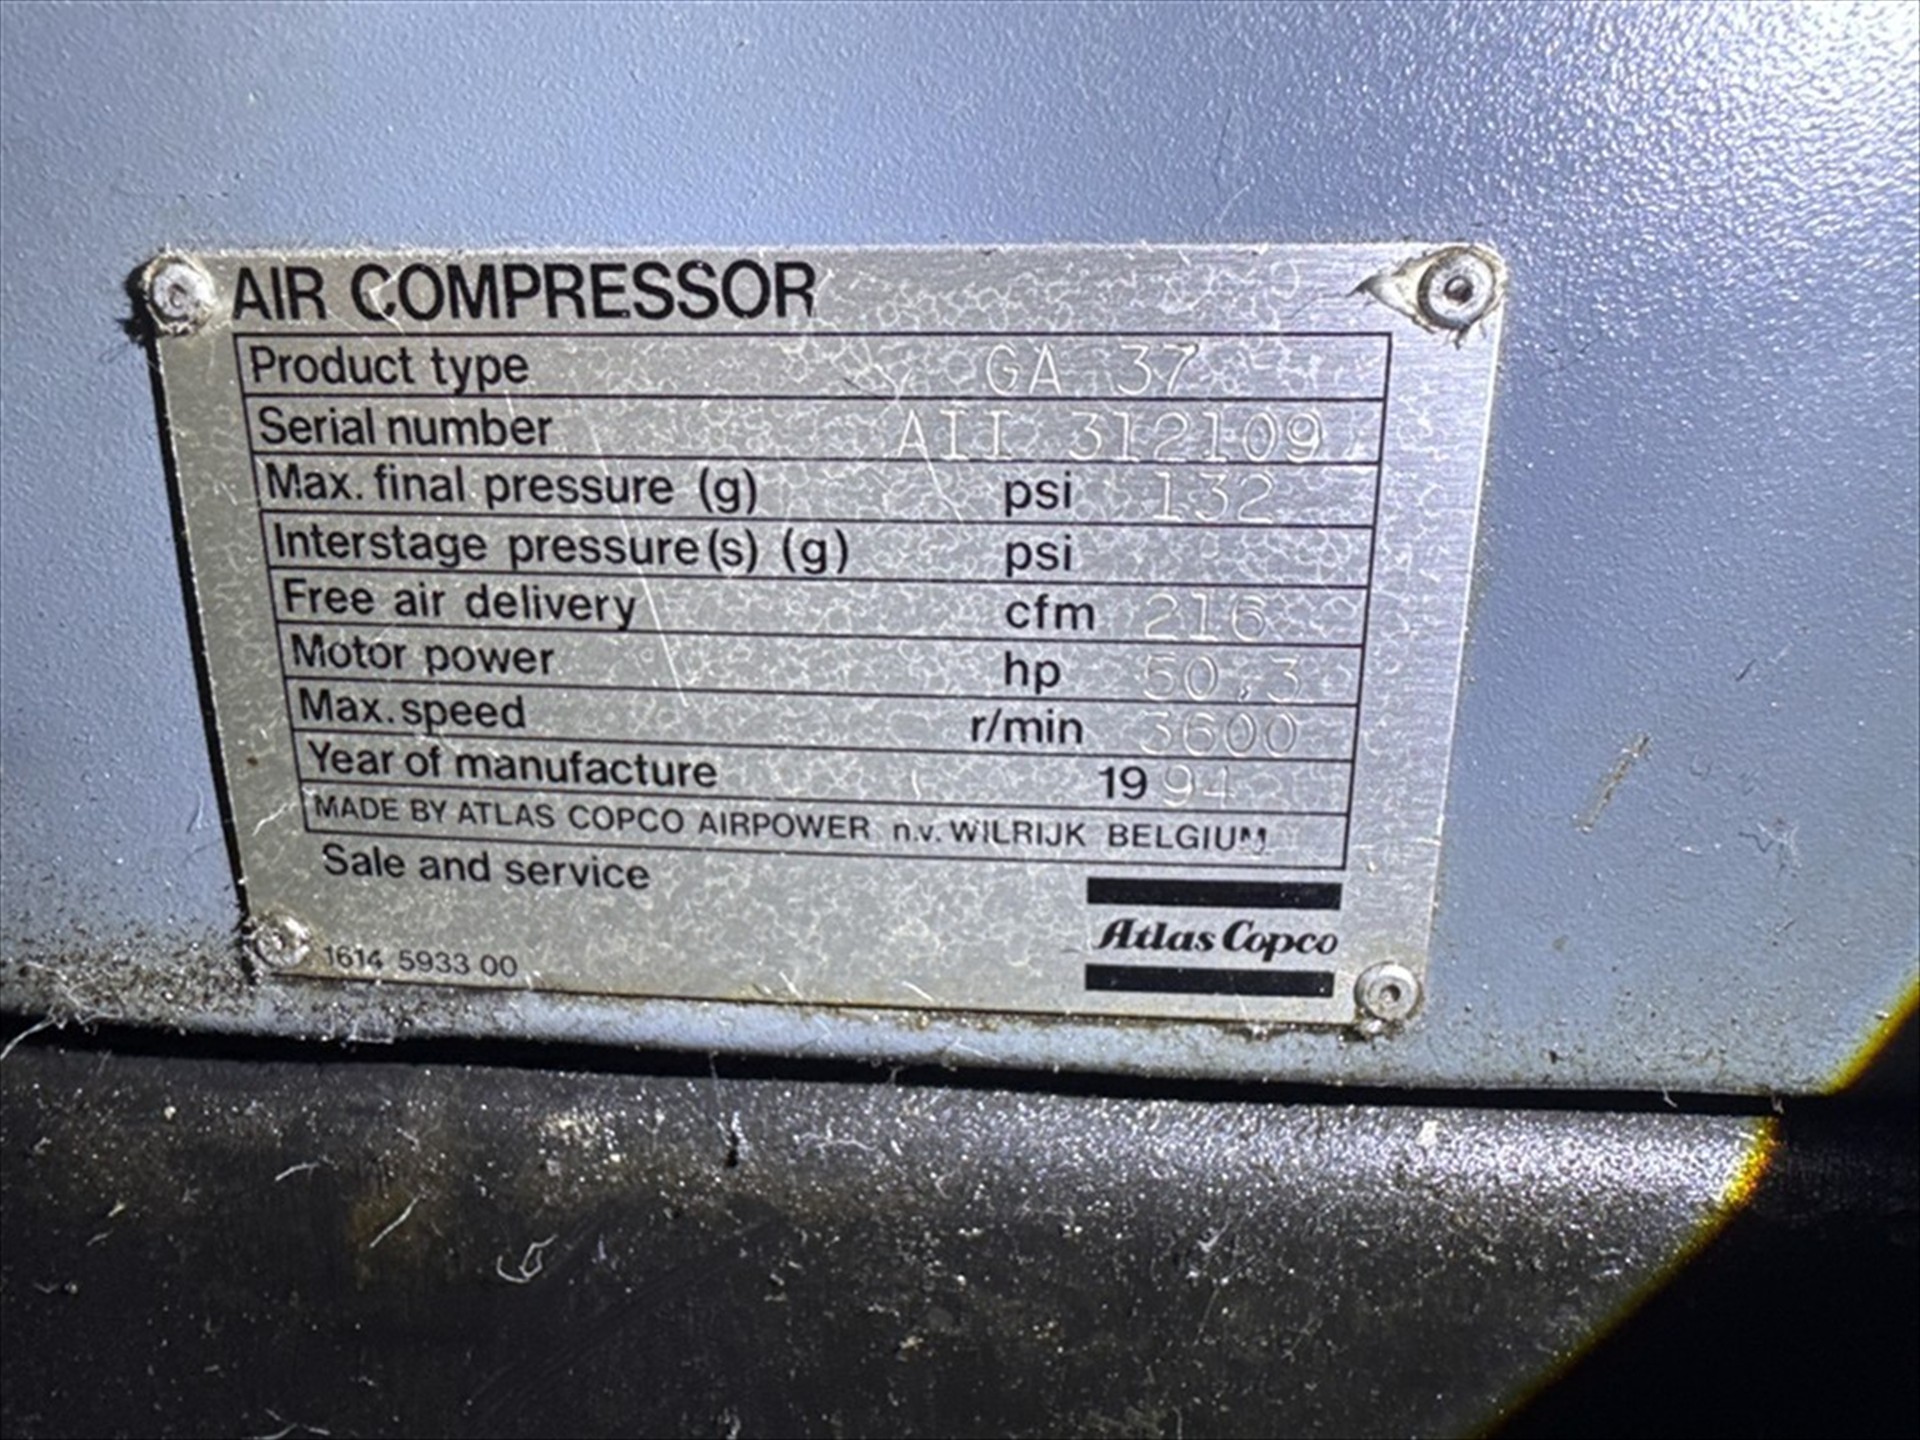 AIR COMPRESSOR
Product type GA 37
Serial number AII 312109
Max. final pressure (g) psi 132
Interstage pressure(s) (g) psi
Free air delivery cfm 216
Motor power hp 50,3
Max. speed r/min 3600
Year of manufacture 1994
MADE BY ATLAS COPCO AIRPOWER n.v. WILRIJK BELGIUM
Sale and service
Atlas Copco
1614 5933 00